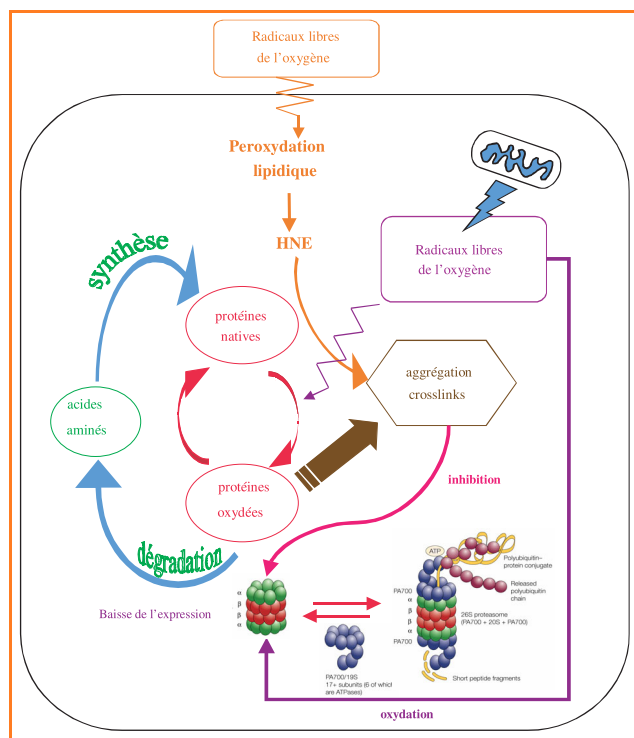 Radicaux libres
de l’oxygène
Peroxydation
lipidique
HNE
Radicaux libres
de l’oxygène
synthèse
protéines
natives
aggrégation
crosslinks
acides
aminés
protéines
oxydées
inhibition
dégradation
Baisse de l’expression
α
β
β
α
ATP
Polyubiquitin–
protein conjugate
Released
polyubiquitin
chain
PA700
α
β
β
α
PA700
26S proteasome
(PA700 + 20S + PA700)
PA700/19S
17+ subunits (6 of which
are ATPases)
Short peptide fragments
oxydation